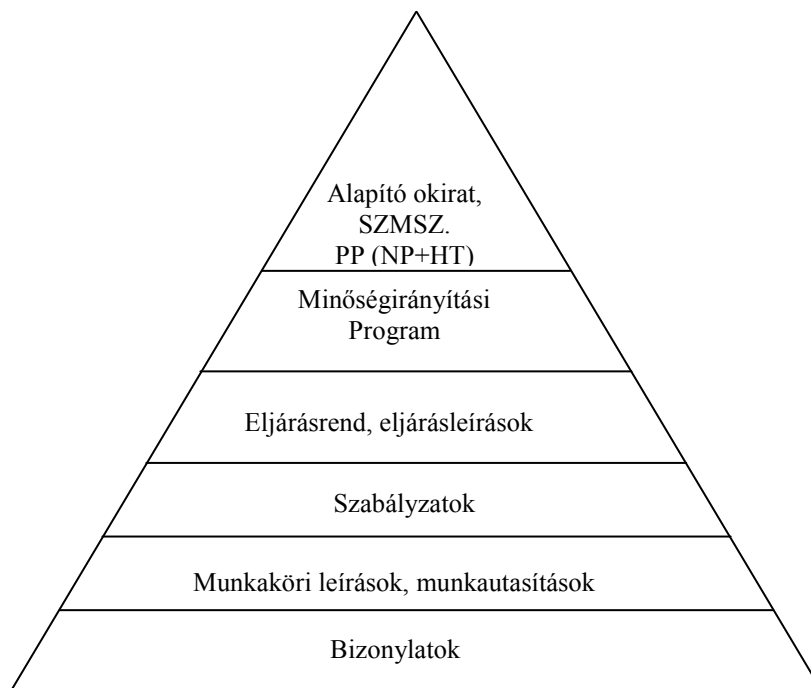 Alapító okirat,
SZMSZ.
PP (NP+HT)
Minőségirányítási
Program
Eljárásrend, eljárásleírások
Szabályzatok
Munkaköri leírások, munkautasítások
Bizonylatok